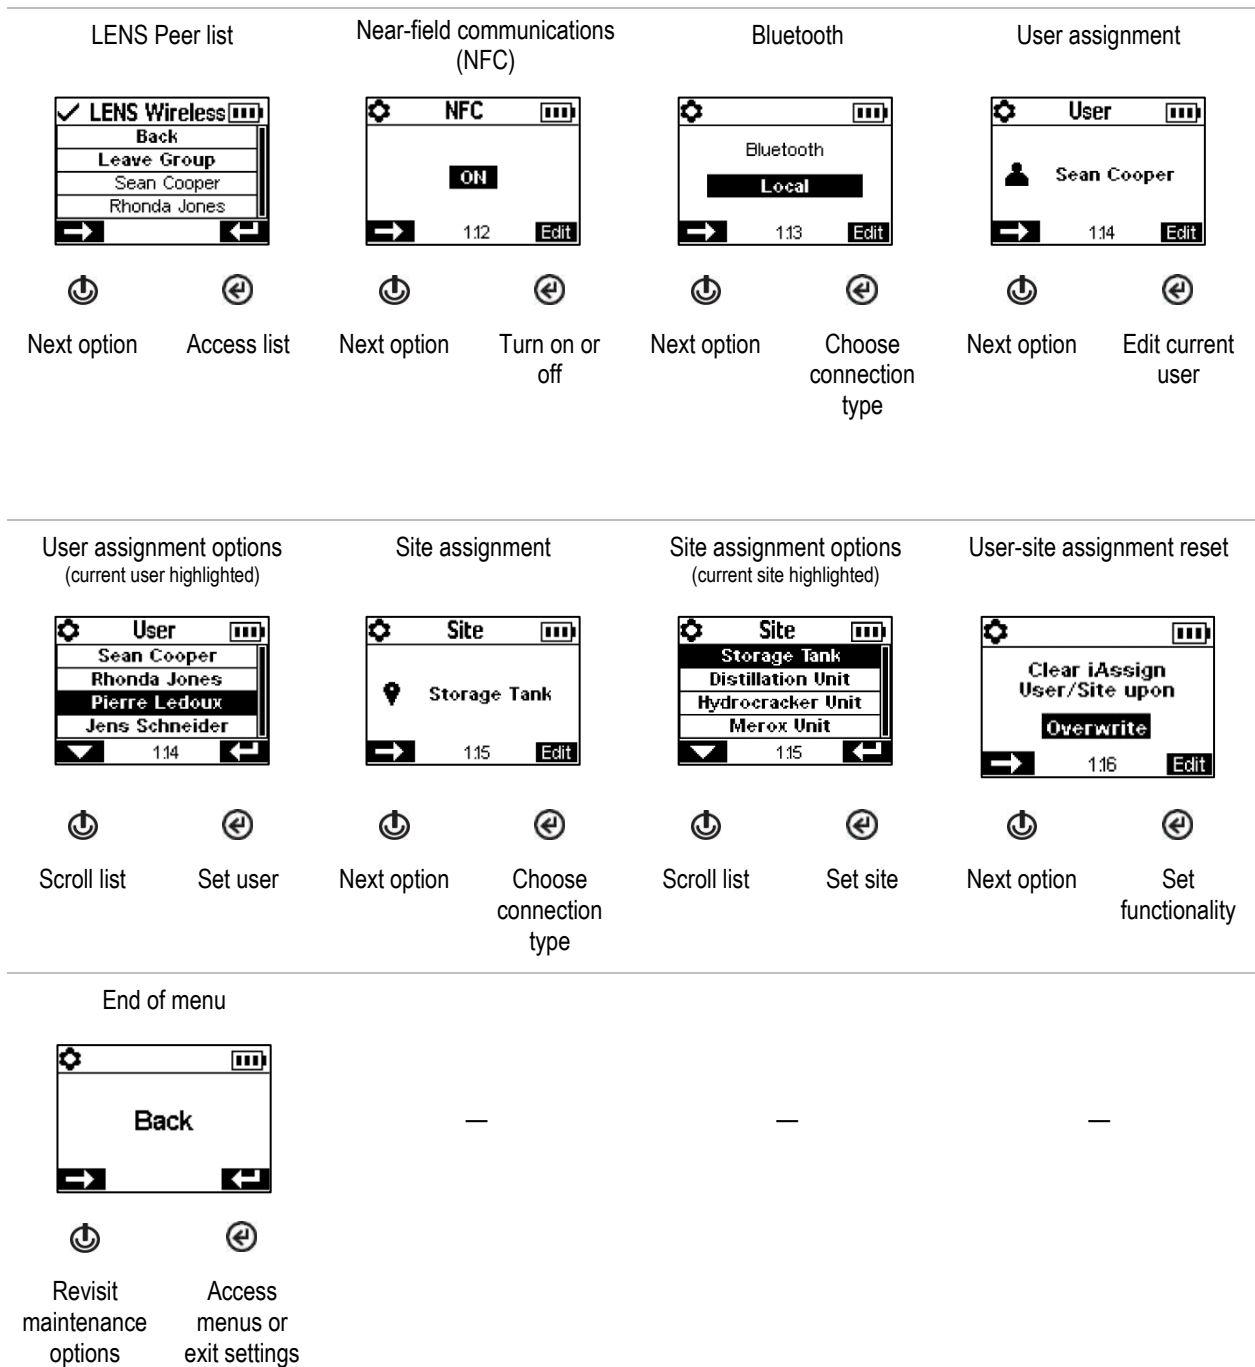 LENS Peer list
Near-field communications
(NFC)
Bluetooth
User assignment
LENS Wireless
Back
Leave Group
Sean Cooper
Rhonda Jones
NFC
ON
1.12
Edit
Bluetooth
Local
1.13
Edit
User
Sean Cooper
1.14
Edit
Next option
Access list
Next option
Turn on or
off
Next option
Choose
connection
type
Next option
Edit current
user
User assignment options
(current user highlighted)
Site assignment
Site assignment options
(current site highlighted)
User-site assignment reset
User
Sean Cooper
Rhonda Jones
Pierre Ledoux
Jens Schneider
1.14
Site
Storage Tank
1.15
Edit
Site
Storage Tank
Distillation Unit
Hydrocracker Unit
Merox Unit
1.15
Clear iAssign
User/Site upon
Overwrite
1.16
Edit
Scroll list
Set user
Next option
Choose
connection
type
Scroll list
Set site
Next option
Set
functionality
End of menu
Back
—
—
—
Revisit
maintenance
options
Access
menus or
exit settings